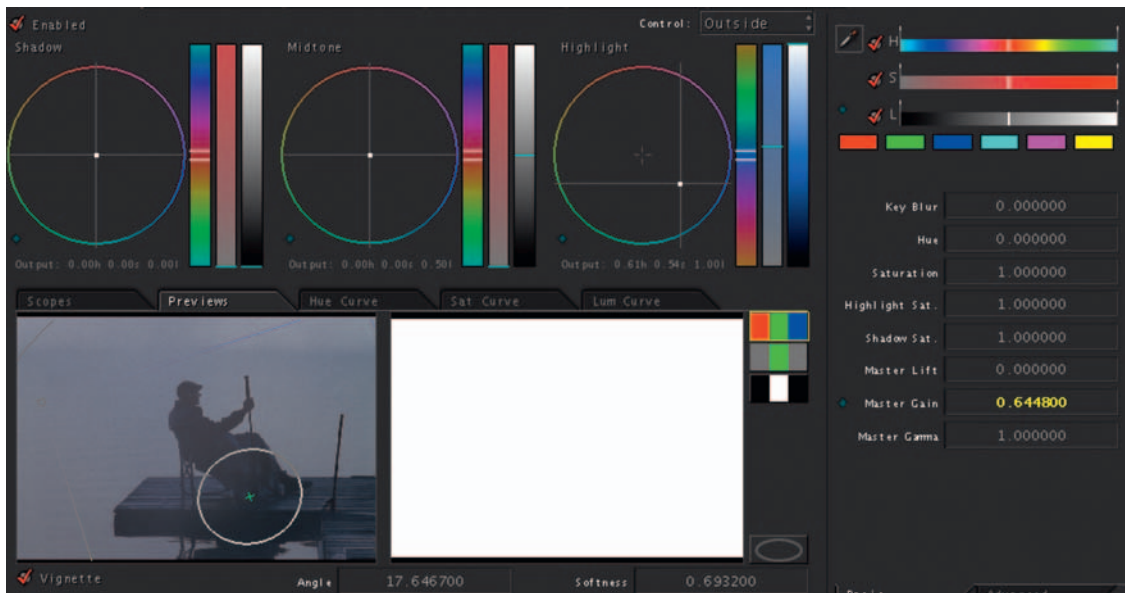 Enabled
Control: Outside
Shadow
Midtone
Highlight
H
S
L
Output: 0.00h 0.00s 0.00l
Output: 0.00h 0.00s 0.50l
Output: 0.61h 0.54s 1.00l
Key Blur 0.000000
Hue 0.000000
Saturation 1.000000
Highlight Sat. 1.000000
Shadow Sat. 1.000000
Master Lift 0.000000
Master Gain 0.644800
Master Gamma 1.000000
Scopes
Previews
Hue Curve
Sat Curve
Lum Curve
Vignette
Angle 17.646700
Softness 0.693200